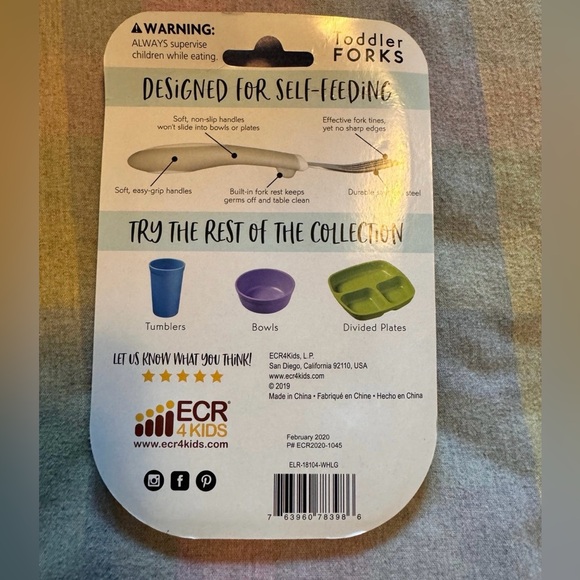 WARNING:
ALWAYS supervise
children while eating.
Toddler
FORKS
DESIGNED FOR SELF-FEEDING
Soft, non-slip handles
won't slide into bowls or plates
Effective fork tines,
yet no sharp edges
Soft, easy-grip handles
Built-in fork rest keeps
germs off and table clean
Durable steel
TRY THE REST OF THE COLLECTION
Tumblers
Bowls
Divided Plates
LET US KNOW WHAT YOU THINK!
ECR®
4 KIDS
www.ecr4kids.com
ECR4Kids, L.P.
San Diego, California 92110, USA
www.ecr4kids.com
© 2019
Made in China • Fabriqué en Chine • Hecho en China
February 2020
P# ECR2020-1045
ELR-18104-WHLG
7 63960 78398 6